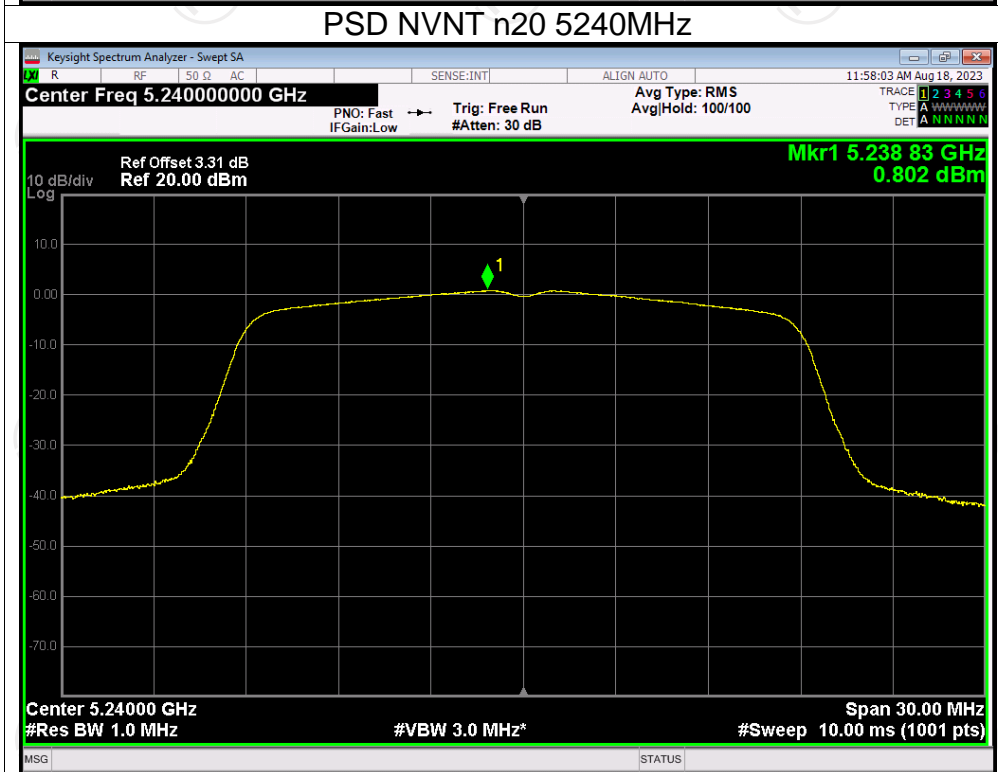 PSD NVNT n20 5240MHz
Keysight Spectrum Analyzer - Swept SA
LXI R RF 50 Ω AC SENSE:INT ALIGN AUTO 11:58:03 AM Aug 18, 2023
Center Freq 5.240000000 GHz Avg Type: RMS TRACE 1 2 3 4 5 6
PNO: Fast Trig: Free Run Avg|Hold: 100/100 TYPE A WWWWW
IFGain:Low #Atten: 30 dB DET A N N N N N
Mkr1 5.238 83 GHz
Ref Offset 3.31 dB
10 dB/div Ref 20.00 dBm 0.802 dBm
Log
10.0
1
0.00
-10.0
-20.0
-30.0
-40.0
-50.0
-60.0
-70.0
Center 5.24000 GHz Span 30.00 MHz
#Res BW 1.0 MHz #VBW 3.0 MHz* #Sweep 10.00 ms (1001 pts)
MSG STATUS